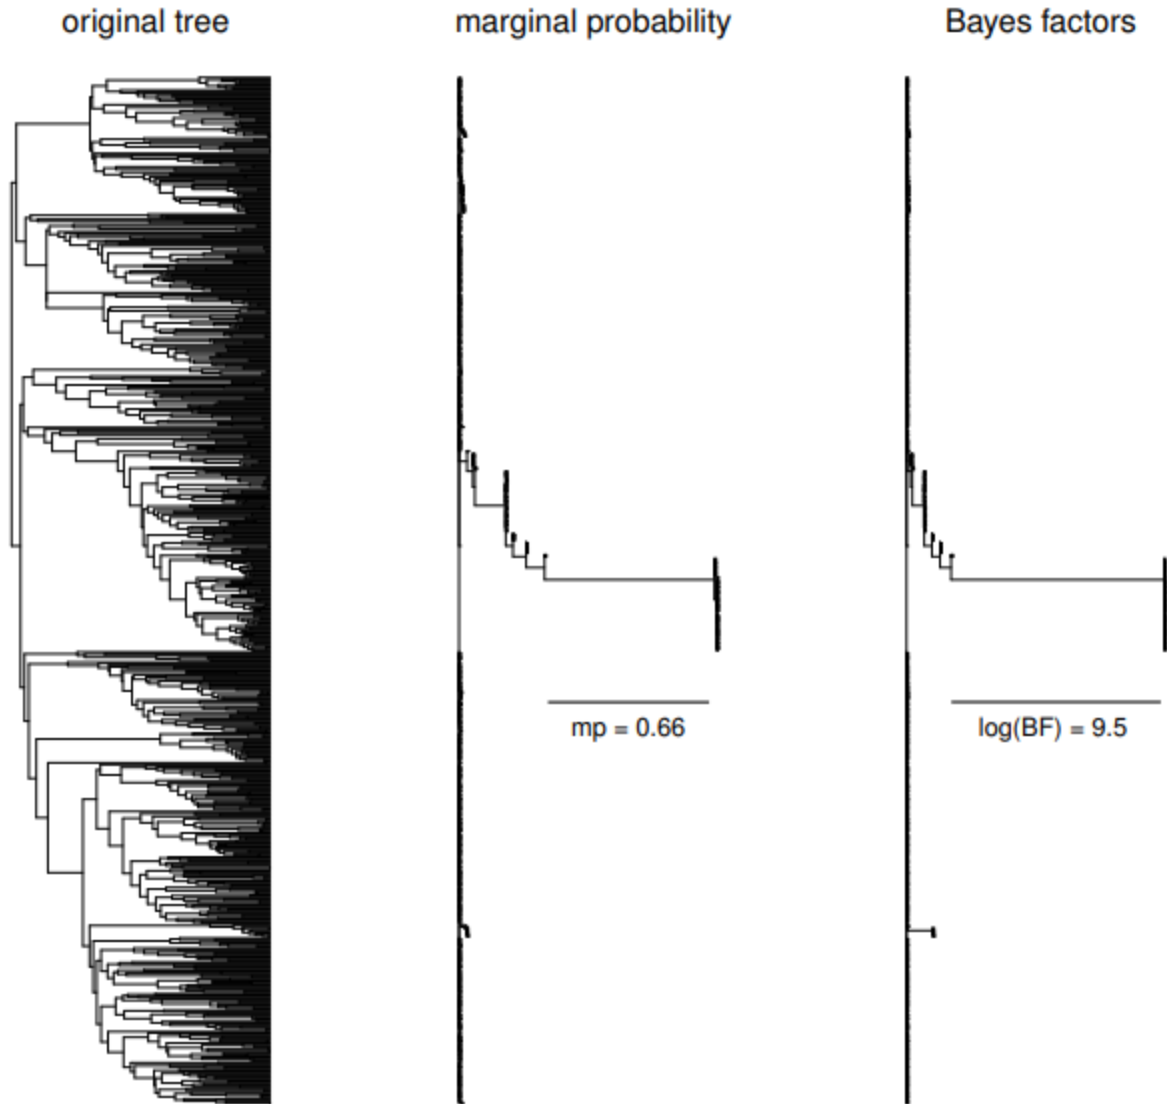 original tree
marginal probability
Bayes factors
mp = 0.66
log(BF) = 9.5